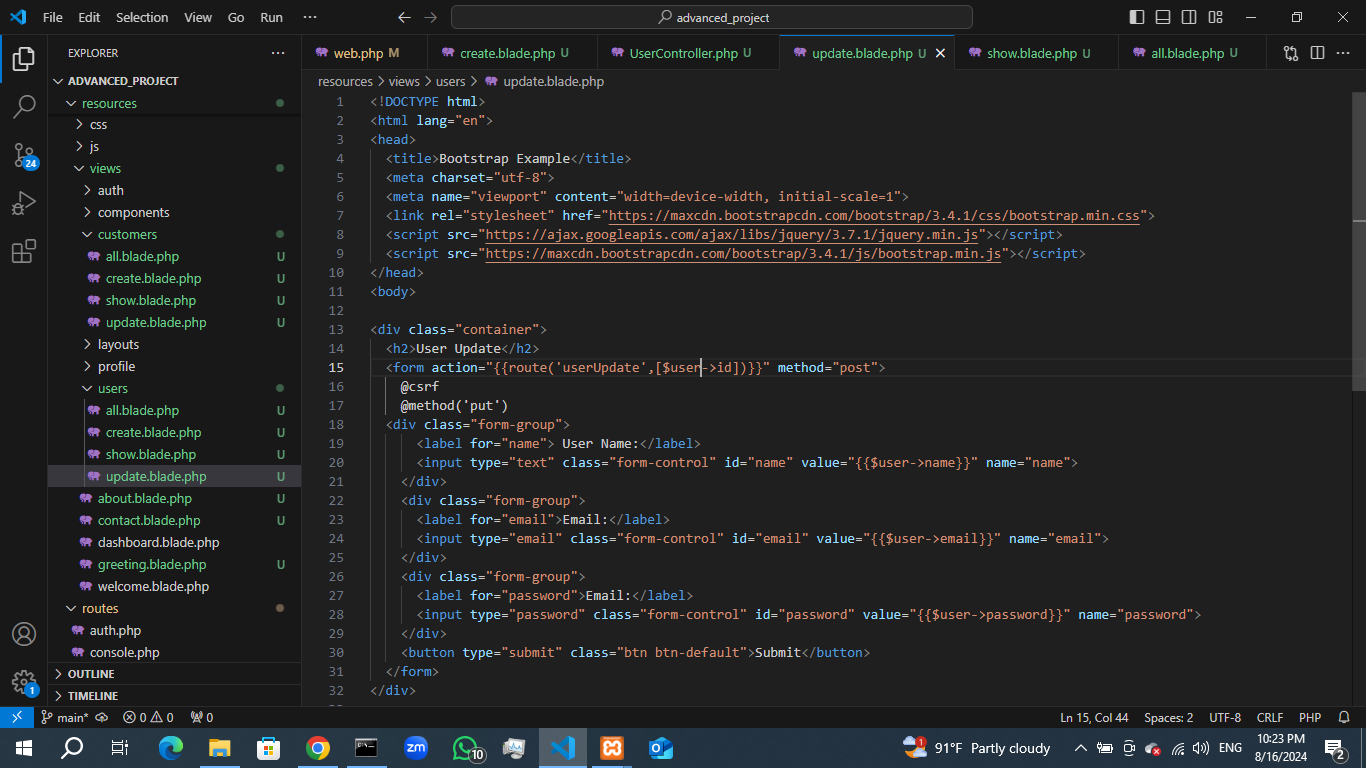 File Edit Selection View Go Run ··· advanced_project
EXPLORER ···
ADVANCED_PROJECT
resources
css
js
views
auth
components
customers
all.blade.php U
create.blade.php U
show.blade.php U
update.blade.php U
layouts
profile
users
all.blade.php U
create.blade.php U
show.blade.php U
update.blade.php U
about.blade.php U
contact.blade.php U
dashboard.blade.php
greeting.blade.php U
welcome.blade.php
routes
auth.php
console.php
OUTLINE
TIMELINE
24
1
web.php M create.blade.php U UserController.php U update.blade.php U show.blade.php U all.blade.php U ···
resources > views > users > update.blade.php
1 <!DOCTYPE html>
2 <html lang="en">
3 <head>
4 <title>Bootstrap Example</title>
5 <meta charset="utf-8">
6 <meta name="viewport" content="width=device-width, initial-scale=1">
7 <link rel="stylesheet" href="https://maxcdn.bootstrapcdn.com/bootstrap/3.4.1/css/bootstrap.min.css">
8 <script src="https://ajax.googleapis.com/ajax/libs/jquery/3.7.1/jquery.min.js"></script>
9 <script src="https://maxcdn.bootstrapcdn.com/bootstrap/3.4.1/js/bootstrap.min.js"></script>
10 </head>
11 <body>
12
13 <div class="container">
14 <h2>User Update</h2>
15 <form action="{{route('userUpdate',[$user->id])}}" method="post">
16 @csrf
17 @method('put')
18 <div class="form-group">
19 <label for="name"> User Name:</label>
20 <input type="text" class="form-control" id="name" value="{{$user->name}}" name="name">
21 </div>
22 <div class="form-group">
23 <label for="email">Email:</label>
24 <input type="email" class="form-control" id="email" value="{{$user->email}}" name="email">
25 </div>
26 <div class="form-group">
27 <label for="password">Email:</label>
28 <input type="password" class="form-control" id="password" value="{{$user->password}}" name="password">
29 </div>
30 <button type="submit" class="btn btn-default">Submit</button>
31 </form>
32 </div>
main* 0 0 0 Ln 15, Col 44 Spaces: 2 UTF-8 CRLF PHP
zm 10 1 91°F Partly cloudy ENG 10:23 PM
8/16/2024 2